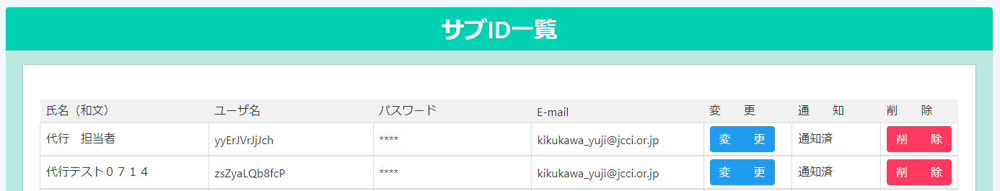 サブID一覧
氏名（和文） ユーザ名 パスワード E-mail 変　更 通　知 削　除
代行　担当者 yyErJVrJjJch **** kikukawa_yuji@jcci.or.jp 変　更 通知済 削　除
代行テスト０７１４ zsZyaLQb8fcP **** kikukawa_yuji@jcci.or.jp 変　更 通知済 削　除